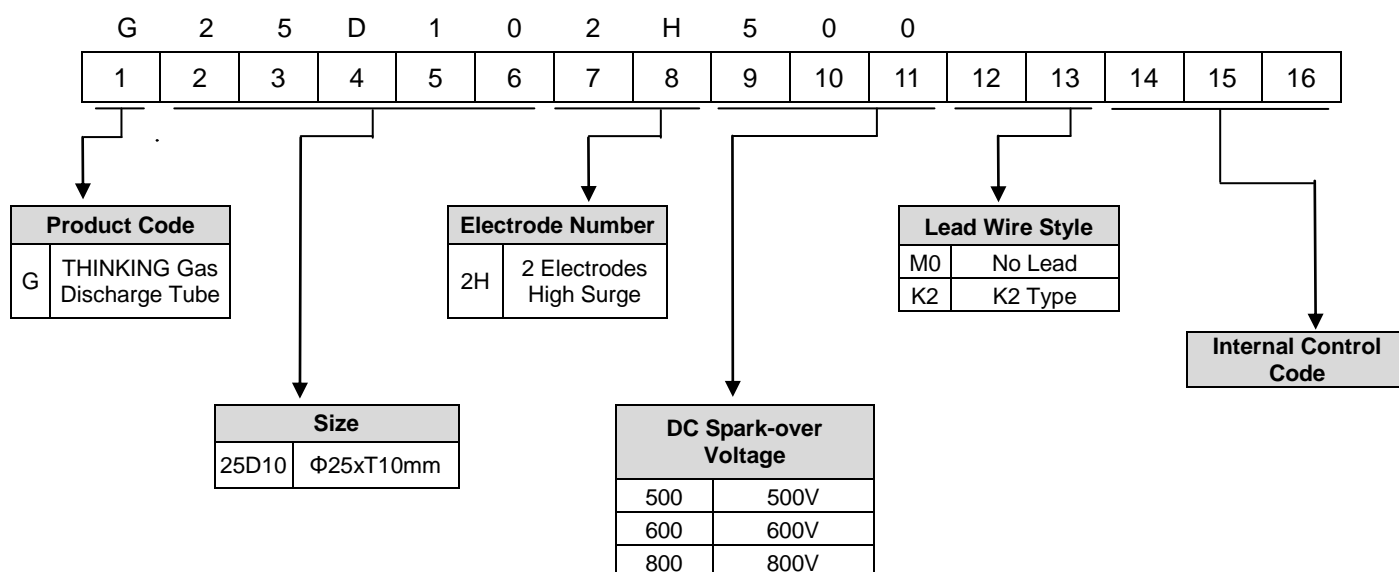 G 2 5 D 1 0 2 H 5 0 0
1 2 3 4 5 6 7 8 9 10 11 12 13 14 15 16
Product Code
G THINKING Gas
Discharge Tube
Electrode Number
2H 2 Electrodes
High Surge
Lead Wire Style
M0 No Lead
K2 K2 Type
Internal Control
Code
Size
25D10 Φ25xT10mm
DC Spark-over
Voltage
500 500V
600 600V
800 800V